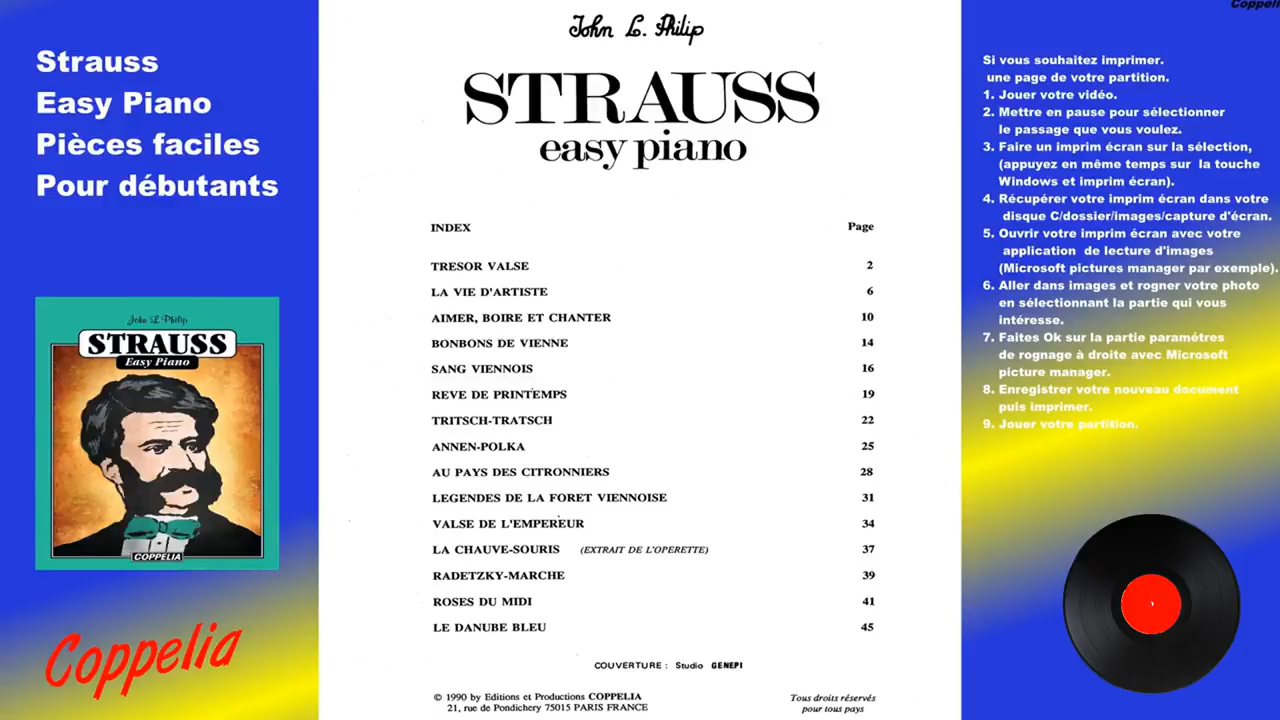 Strauss
Easy Piano
Pièces faciles
Pour débutants
John L. Philip
STRAUSS
Easy Piano
COPPELIA
Coppelia
John L. Philip
STRAUSS
easy piano
INDEX Page
TRESOR VALSE 2
LA VIE D'ARTISTE 6
AIMER, BOIRE ET CHANTER 10
BONBONS DE VIENNE 14
SANG VIENNOIS 16
REVE DE PRINTEMPS 19
TRITSCH-TRATSCH 22
ANNEN-POLKA 25
AU PAYS DES CITRONNIERS 28
LEGENDES DE LA FORET VIENNOISE 31
VALSE DE L'EMPEREUR 34
LA CHAUVE-SOURIS (EXTRAIT DE L'OPERETTE) 37
RADETZKY-MARCHE 39
ROSES DU MIDI 41
LE DANUBE BLEU 45
COUVERTURE : Studio GENEPI
© 1990 by Editions et Productions COPPELIA
21, rue de Pondichery 75015 PARIS FRANCE
Tous droits réservés
pour tous pays
Si vous souhaitez imprimer.
une page de votre partition.
1. Jouer votre vidéo.
2. Mettre en pause pour sélectionner
le passage que vous voulez.
3. Faire un imprim écran sur la sélection,
(appuyez en même temps sur la touche
Windows et imprim écran).
4. Récupérer votre imprim écran dans votre
disque C/dossier/images/capture d'écran.
5. Ouvrir votre imprim écran avec votre
application de lecture d'images
(Microsoft pictures manager par exemple).
6. Aller dans images et rogner votre photo
en sélectionnant la partie qui vous
intéresse.
7. Faites Ok sur la partie paramétres
de rognage à droite avec Microsoft
picture manager.
8. Enregistrer votre nouveau document
puis imprimer.
9. Jouer votre partition.